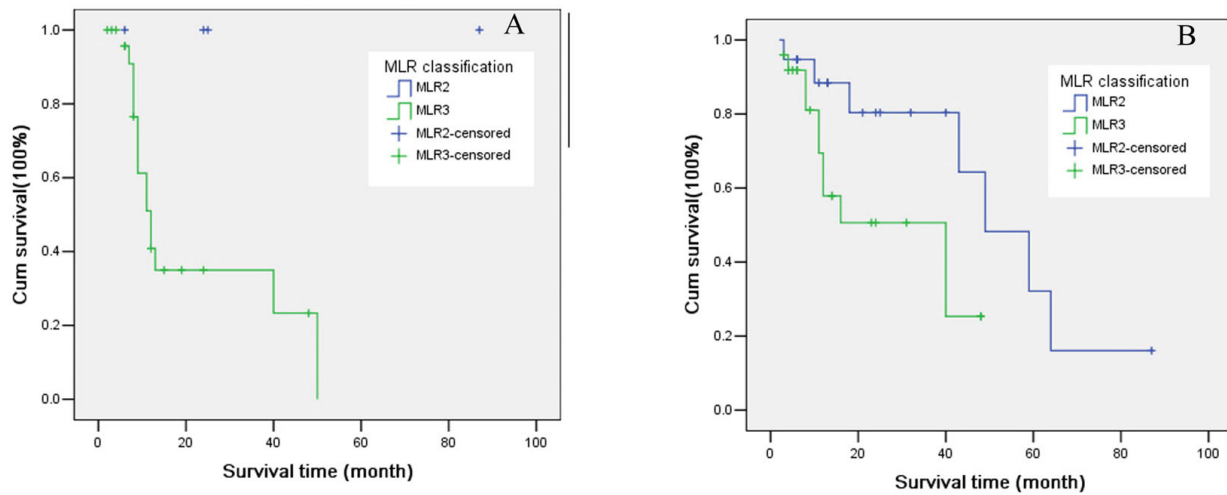 A
MLR classification
MLR2
MLR3
MLR2-censored
MLR3-censored
Cum survival(100%)
1.0
0.8
0.6
0.4
0.2
0.0
0 20 40 60 80 100
Survival time (month)
B
MLR classification
MLR2
MLR3
MLR2-censored
MLR3-censored
Cum survival(100%)
1.0
0.8
0.6
0.4
0.2
0.0
0 20 40 60 80 100
Survival time (month)